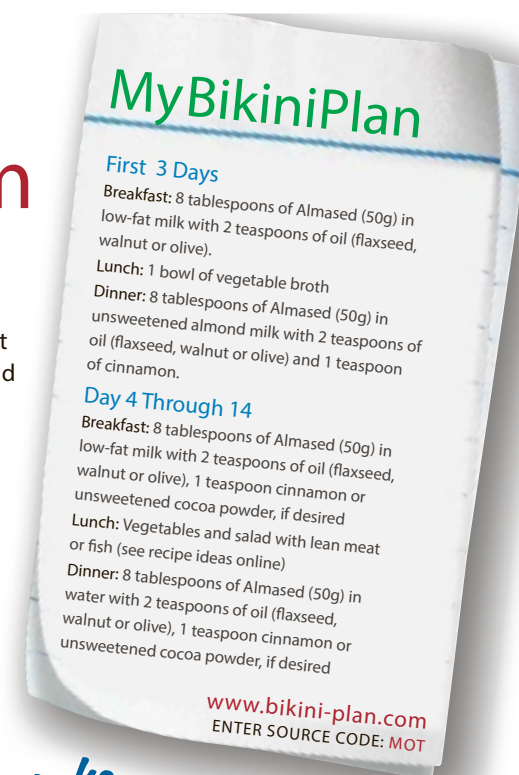 MyBikiniPlan
First 3 Days
Breakfast: 8 tablespoons of Almased (50g) in
low-fat milk with 2 teaspoons of oil (flaxseed,
walnut or olive).
Lunch: 1 bowl of vegetable broth
Dinner: 8 tablespoons of Almased (50g) in
unsweetened almond milk with 2 teaspoons of
oil (flaxseed, walnut or olive) and 1 teaspoon
of cinnamon.
Day 4 Through 14
Breakfast: 8 tablespoons of Almased (50g) in
low-fat milk with 2 teaspoons of oil (flaxseed,
walnut or olive), 1 teaspoon cinnamon or
unsweetened cocoa powder, if desired
Lunch: Vegetables and salad with lean meat
or fish (see recipe ideas online)
Dinner: 8 tablespoons of Almased (50g) in
water with 2 teaspoons of oil (flaxseed,
walnut or olive), 1 teaspoon cinnamon or
unsweetened cocoa powder, if desired
www.bikini-plan.com
ENTER SOURCE CODE: MOT